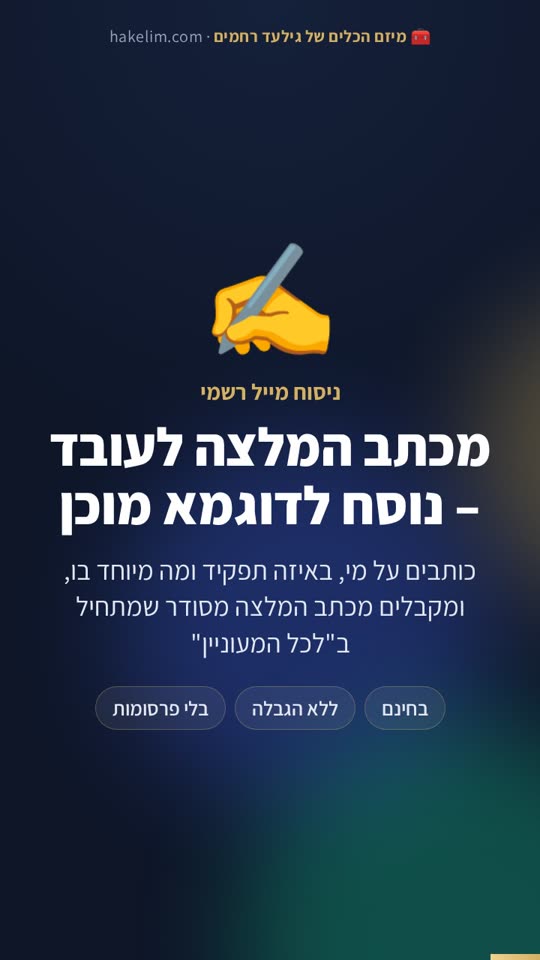 🧰 מיזם הכלים של גילעד רחמים · hakelim.com
ניסוח מייל רשמי
מכתב המלצה לעובד
– נוסח לדוגמא מוכן
כותבים על מי, באיזה תפקיד ומה מיוחד בו,
ומקבלים מכתב המלצה מסודר שמתחיל
ב"לכל המעוניין"
בחינם
ללא הגבלה
בלי פרסומות